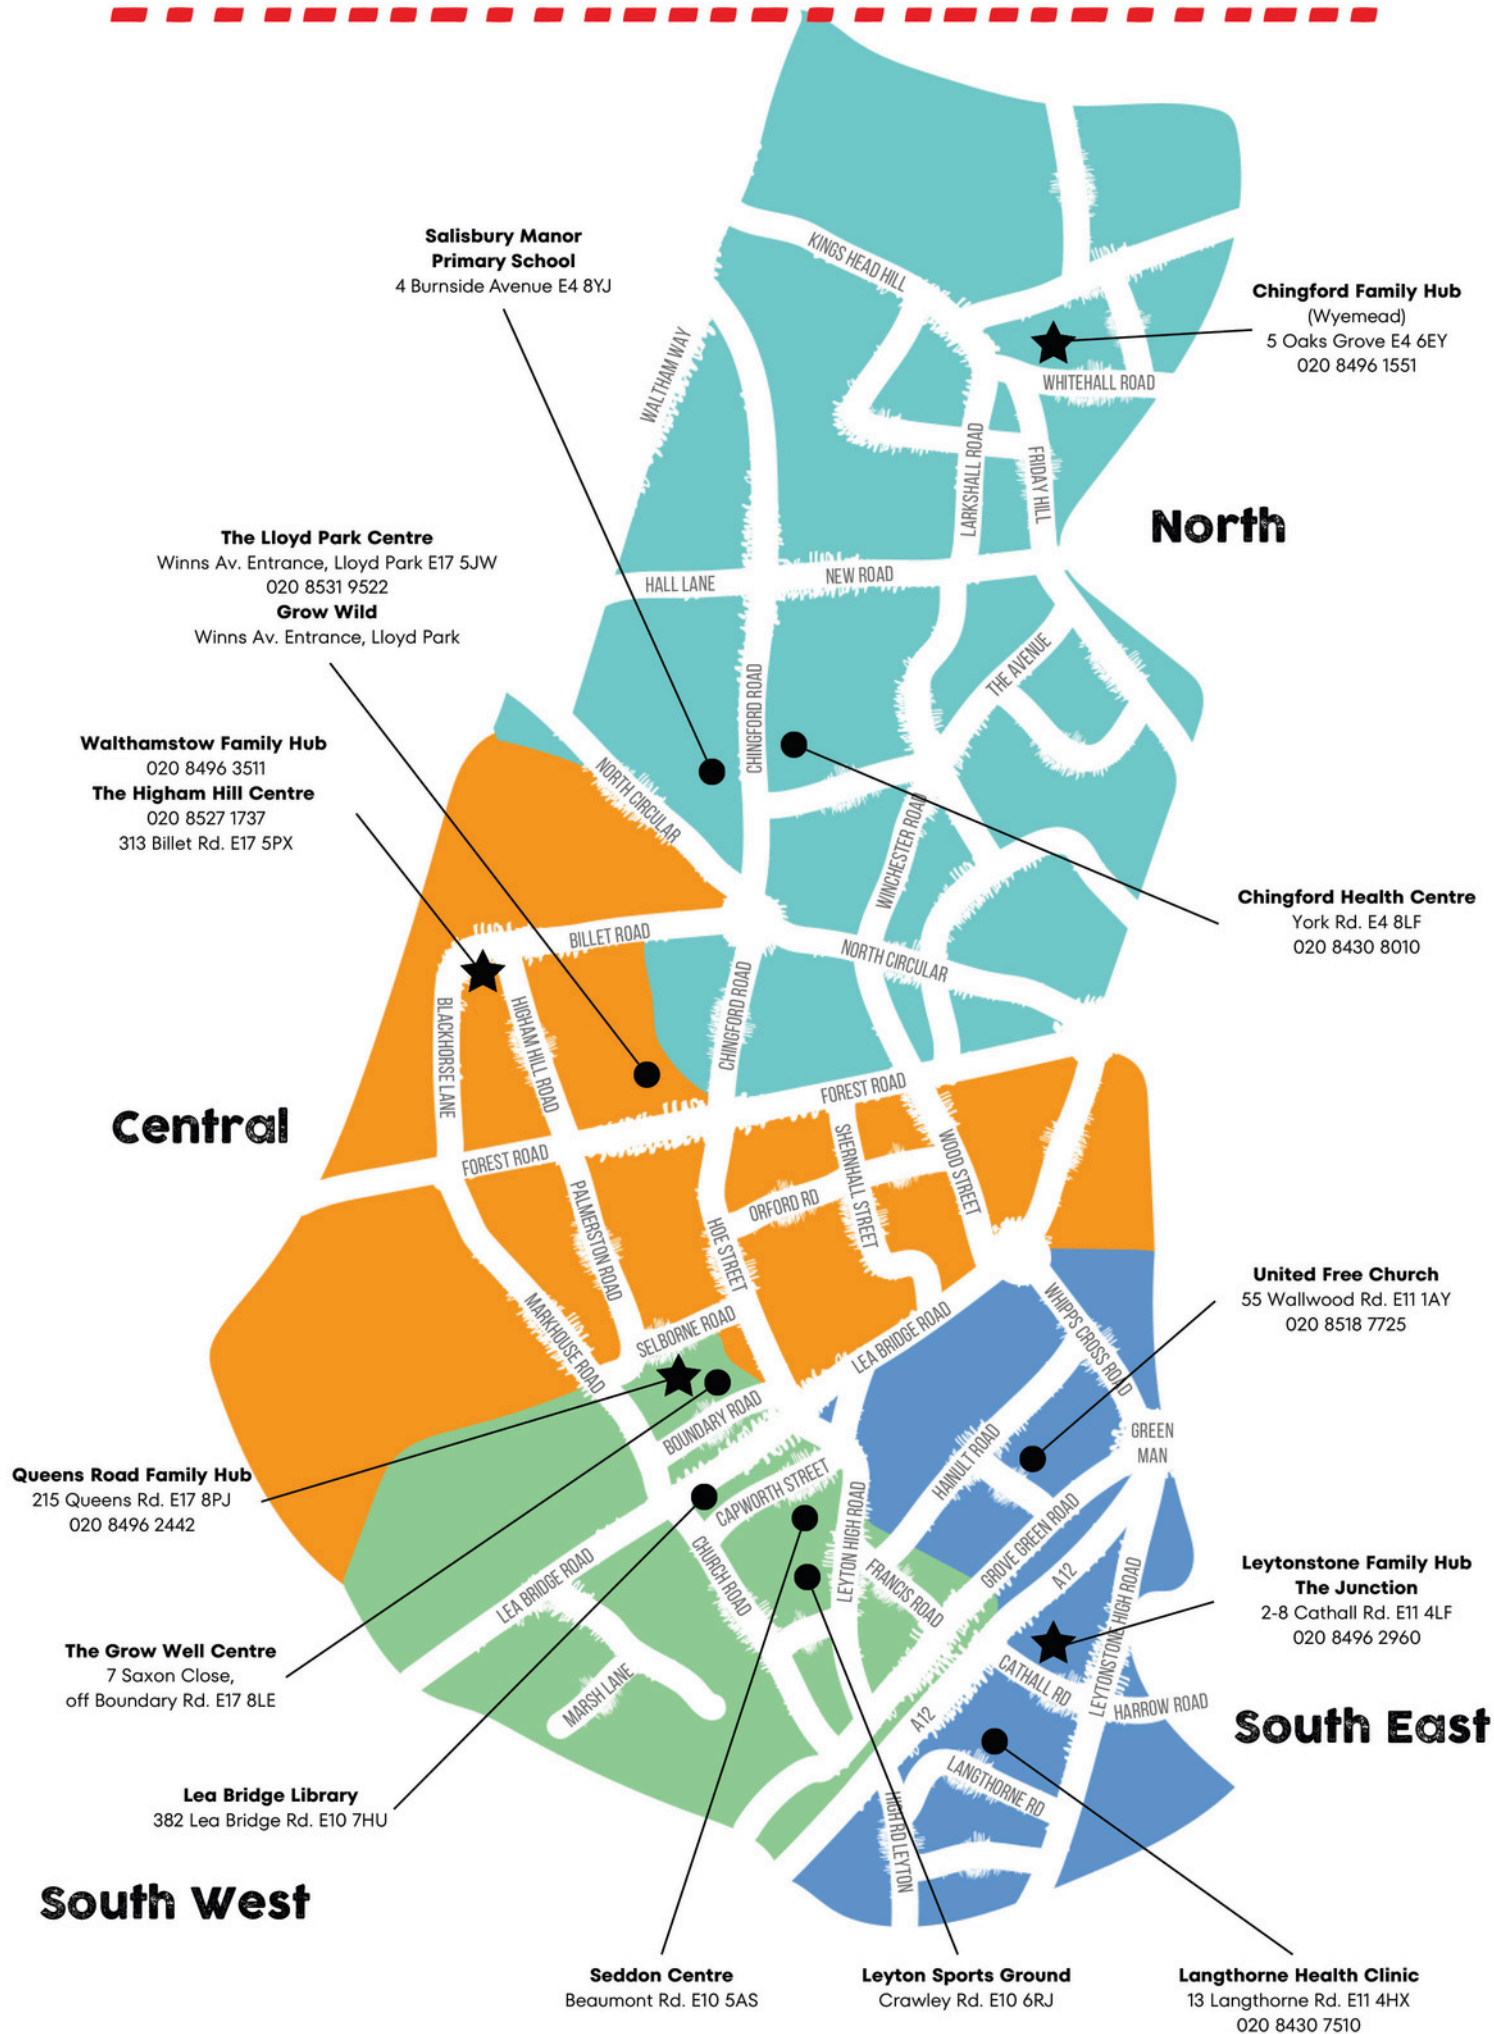 Salisbury Manor
Primary School
4 Burnside Avenue E4 8YJ
KINGS HEAD HILL
Chingford Family Hub
(Wyemead)
5 Oaks Grove E4 6EY
020 8496 1551
WALTHAM WAY
WHITEHALL ROAD
LARKSHALL ROAD
FRIDAY HILL
North
The Lloyd Park Centre
Winns Av. Entrance, Lloyd Park E17 5JW
020 8531 9522
Grow Wild
Winns Av. Entrance, Lloyd Park
HALL LANE
NEW ROAD
THE AVENUE
CHINGFORD ROAD
Walthamstow Family Hub
020 8496 3511
The Higham Hill Centre
020 8527 1737
313 Billet Rd. E17 5PX
NORTH CIRCULAR
WINCHESTER ROAD
Chingford Health Centre
York Rd. E4 8LF
020 8430 8010
BILLET ROAD
NORTH CIRCULAR
BLACKHORSE LANE
HIGHAM HILL ROAD
CHINGFORD ROAD
Central
FOREST ROAD
FOREST ROAD
SHERNHALL STREET
WOOD STREET
PALMERSTON ROAD
ORFORD RD
HOE STREET
United Free Church
55 Wallwood Rd. E11 1AY
020 8518 7725
MARKHOUSE ROAD
SELBORNE ROAD
LEA BRIDGE ROAD
WHIPPS CROSS ROAD
BOUNDARY ROAD
GREEN
MAN
Queens Road Family Hub
215 Queens Rd. E17 8PJ
020 8496 2442
CAPWORTH STREET
HAINULT ROAD
LEYTON HIGH ROAD
GROVE GREEN ROAD
CHURCH ROAD
LEA BRIDGE ROAD
FRANCIS ROAD
A12
LEYTONSTONE HIGH ROAD
Leytonstone Family Hub
The Junction
2-8 Cathall Rd. E11 4LF
020 8496 2960
The Grow Well Centre
7 Saxon Close,
off Boundary Rd. E17 8LE
MARSH LANE
CATHALL RD
HARROW ROAD
A12
South East
Lea Bridge Library
382 Lea Bridge Rd. E10 7HU
LANGTHORNE RD
HIGH RD LEYTON
South West
Seddon Centre
Beaumont Rd. E10 5AS
Leyton Sports Ground
Crawley Rd. E10 6RJ
Langthorne Health Clinic
13 Langthorne Rd. E11 4HX
020 8430 7510